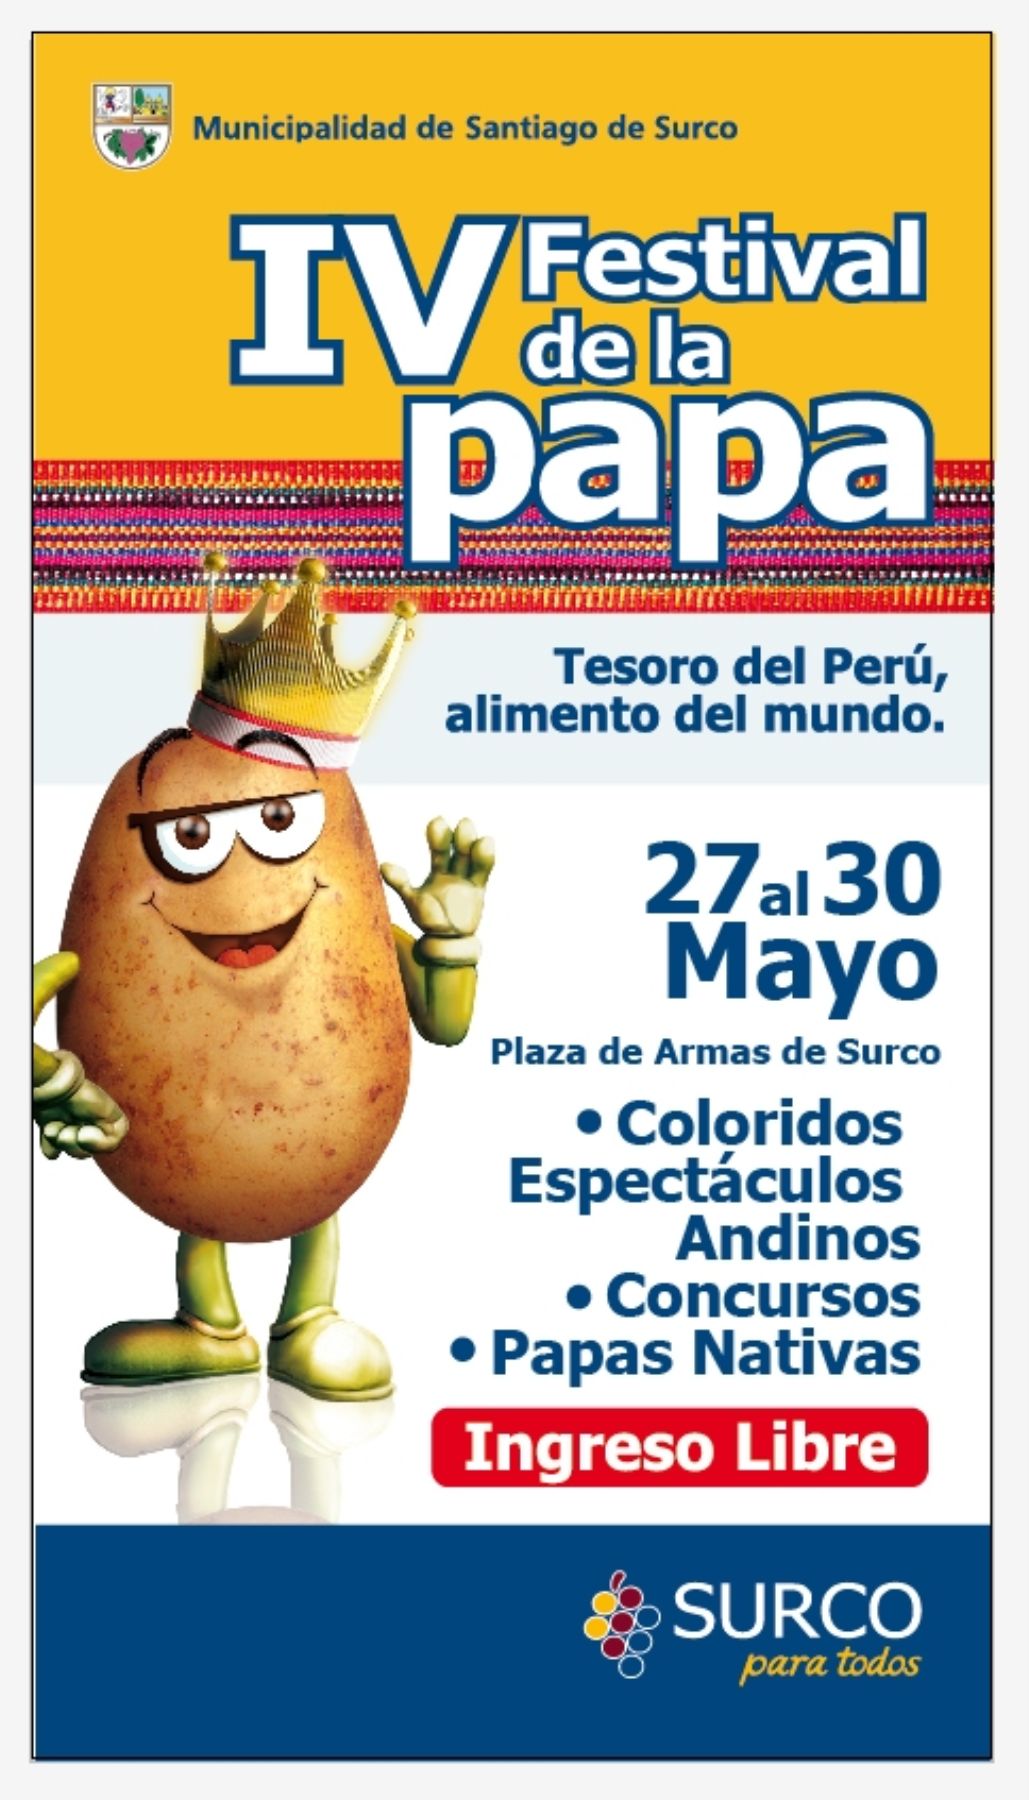 Municipalidad de Santiago de Surco
IV Festival
de la
papa
Tesoro del Perú,
alimento del mundo.
27 al 30
Mayo
Plaza de Armas de Surco
• Coloridos
Espectáculos
Andinos
• Concursos
• Papas Nativas
Ingreso Libre
SURCO
para todos